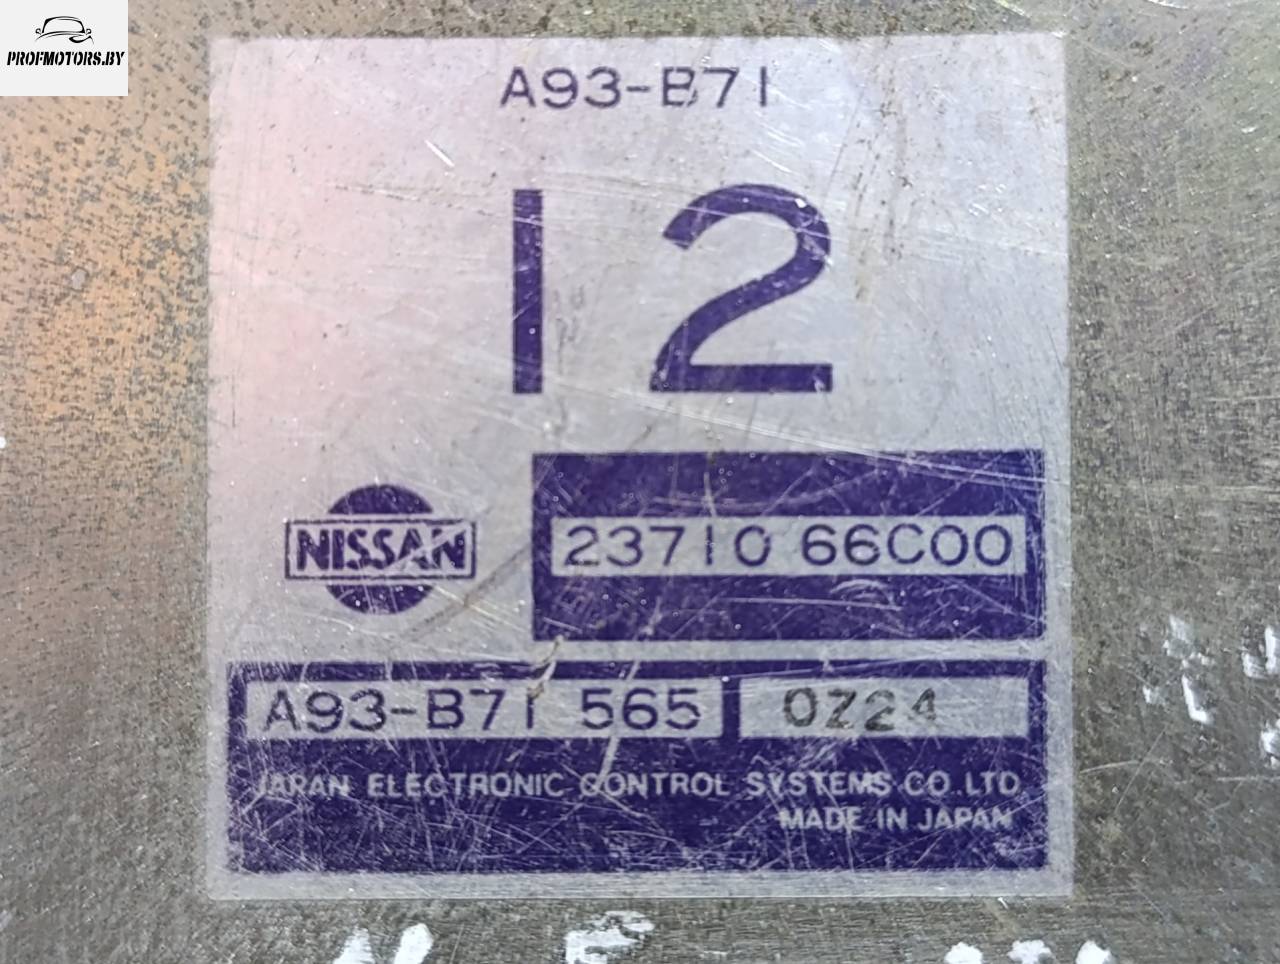 PROFMOTORS.BY
A93-B71
12
NISSAN
23710 66C00
A93-B71 565
0Z24
JAPAN ELECTRONIC CONTROL SYSTEMS CO.LTD
MADE IN JAPAN